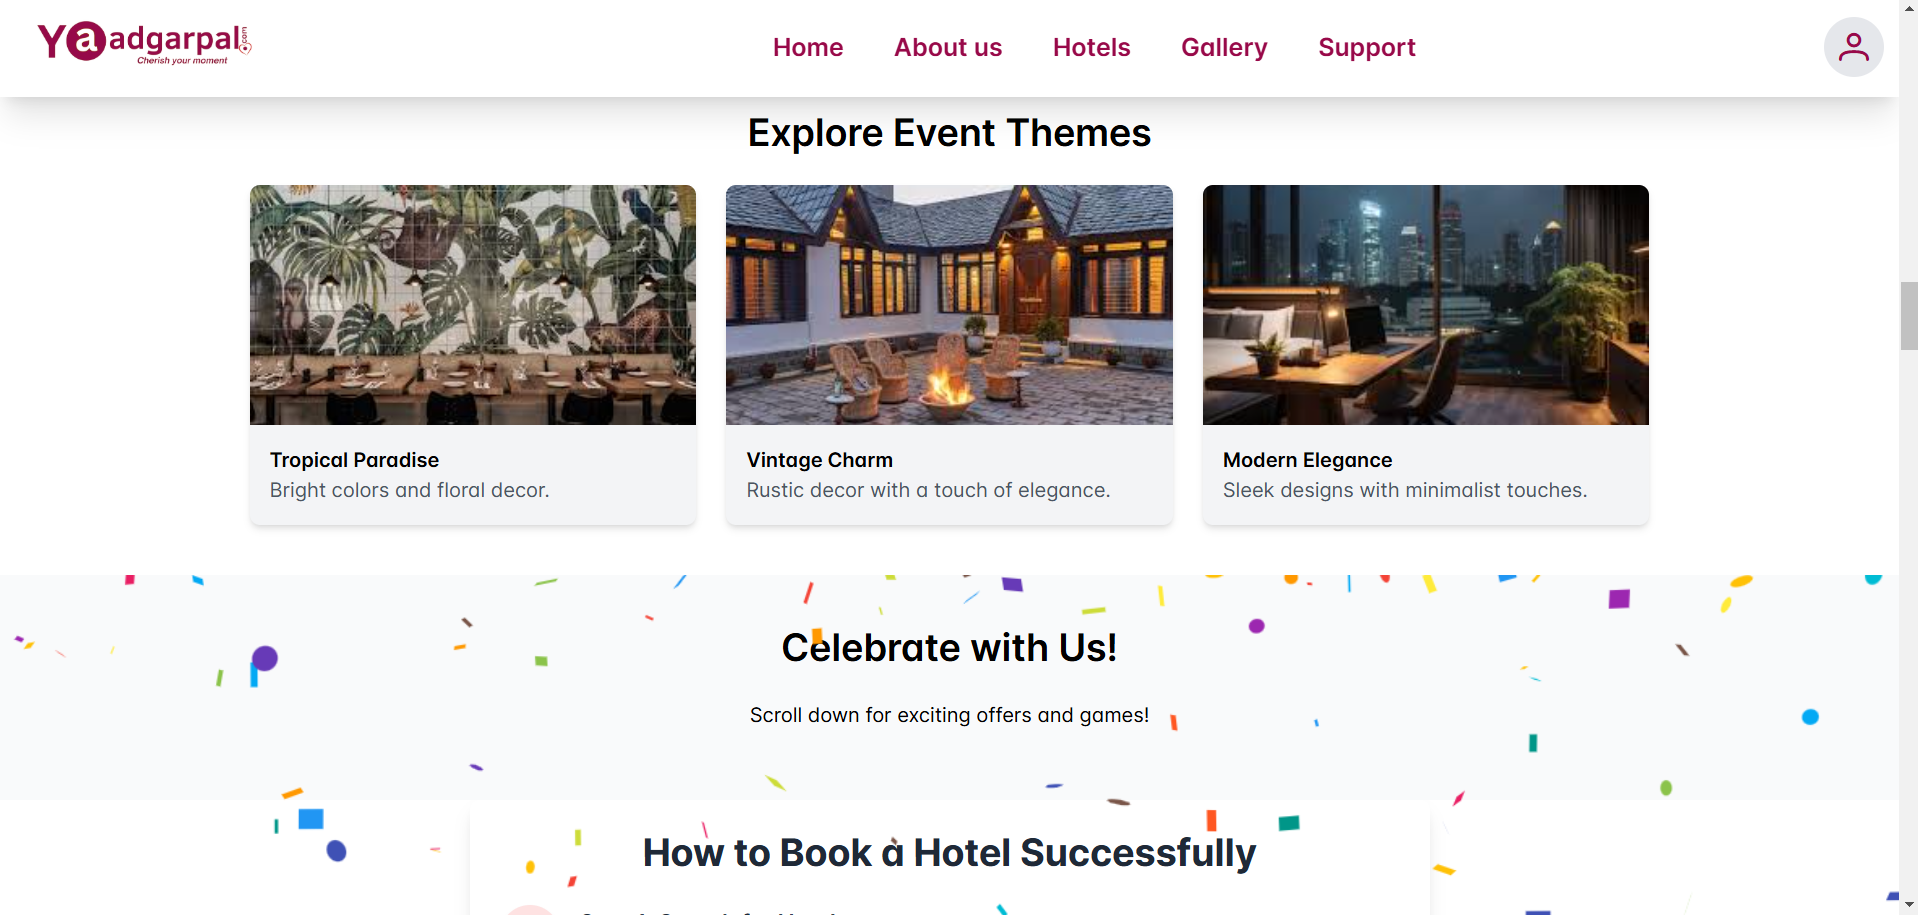 Yaadgarpal.com
Cherish your moment
Home About us Hotels Gallery Support
Explore Event Themes
Tropical Paradise
Bright colors and floral decor.
Vintage Charm
Rustic decor with a touch of elegance.
Modern Elegance
Sleek designs with minimalist touches.
Celebrate with Us!
Scroll down for exciting offers and games!
How to Book a Hotel Successfully